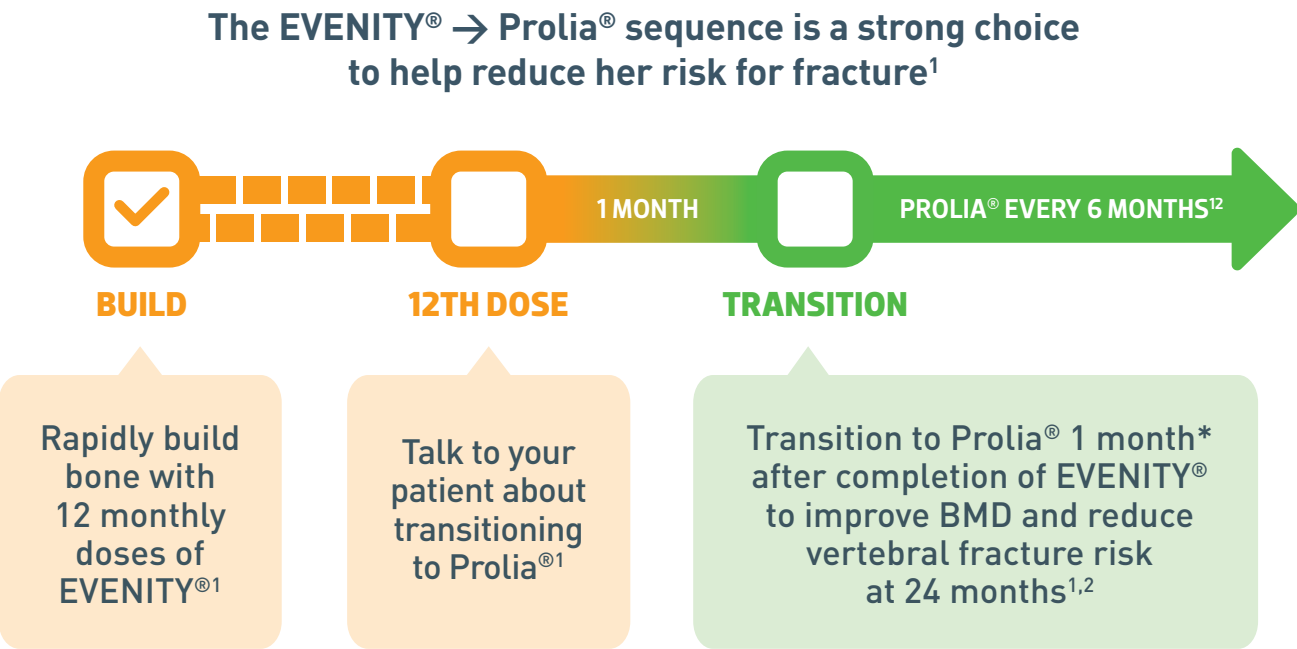 The EVENITY® → Prolia® sequence is a strong choice
to help reduce her risk for fracture¹
1 MONTH
PROLIA® EVERY 6 MONTHS¹²
BUILD
12TH DOSE
TRANSITION
Rapidly build
bone with
12 monthly
doses of
EVENITY®¹
Talk to your
patient about
transitioning
to Prolia®¹
Transition to Prolia® 1 month*
after completion of EVENITY®
to improve BMD and reduce
vertebral fracture risk
at 24 months¹,²